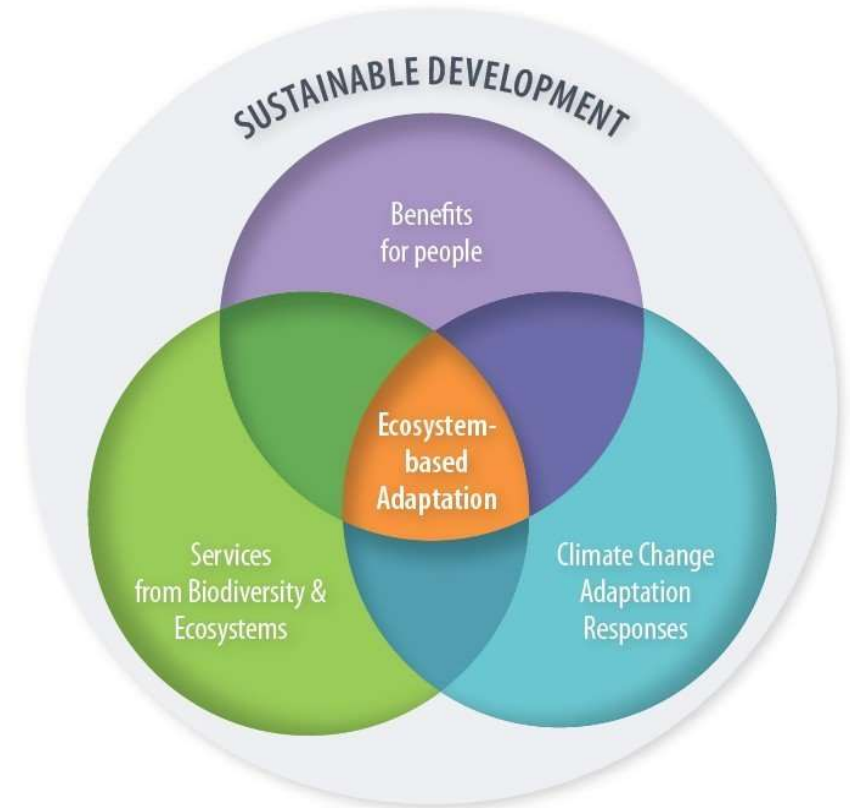 SUSTAINABLE DEVELOPMENT
Benefits
for people
Ecosystem-
based
Adaptation
Services
from Biodiversity &
Ecosystems
Climate Change
Adaptation
Responses